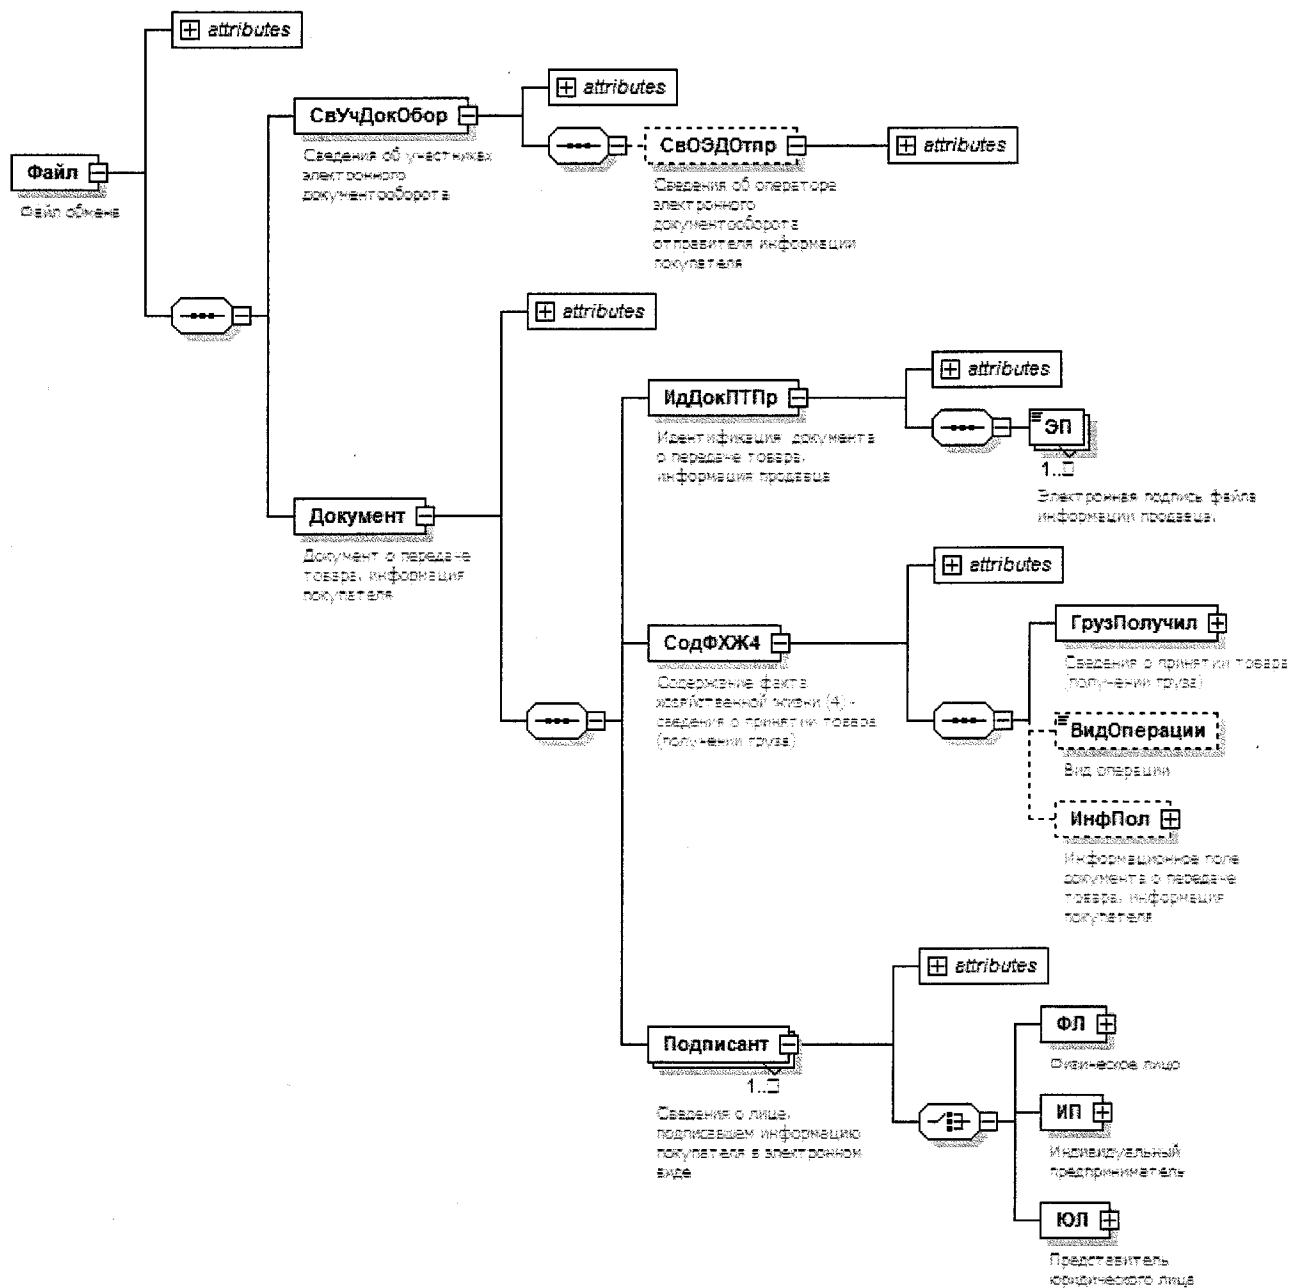 attributes
attributes
СвУчДокОбор
Сведения об участниках
электронного
документооборота
СвОЭДОтпр
attributes
Сведения об операторе
электронного
документооборота
отправителя информации
покупателя
Файл
Файл обмена
attributes
attributes
ИдДокПТПр
Идентификация документа
о передаче товара,
информация продавца
ЭП
1..
Электронная подпись файла
информации продавца.
Документ
Документ о передаче
товара, информация
покупателя
attributes
СодФХЖ4
Содержание факта
хозяйственной жизни (4) -
сведения о принятии товара
(получении груза)
ГрузПолучил
Сведения о принятии товара
(получении груза)
ВидОперации
Вид операции
ИнфПол
Информационное поле
документа о передаче
товара, информация
покупателя
attributes
Подписант
1..
Сведения о лице,
подписавшем информацию
покупателя в электронном
виде
ФЛ
Физическое лицо
ИП
Индивидуальный
предприниматель
ЮЛ
Представитель
юридического лица